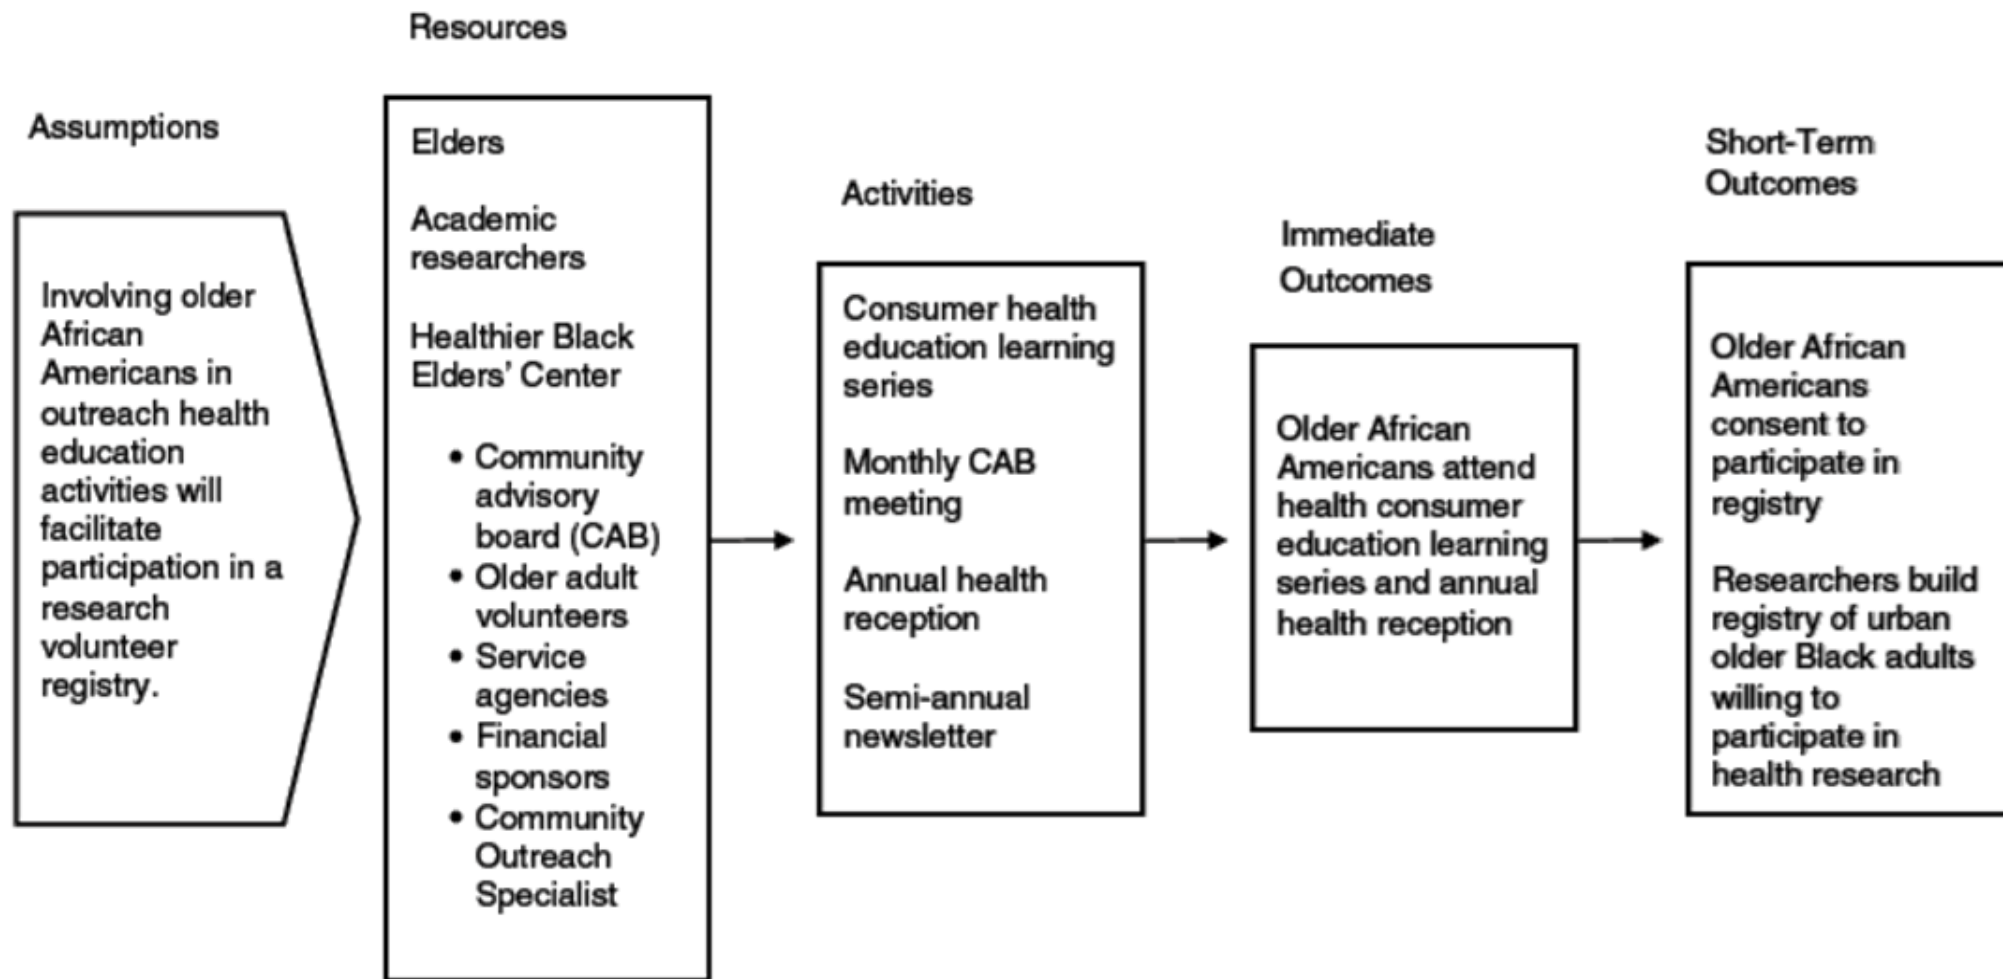 Assumptions
Involving older
African
Americans in
outreach health
education
activities will
facilitate
participation in a
research
volunteer
registry.
Resources
Elders
Academic
researchers
Healthier Black
Elders' Center
• Community
advisory
board (CAB)
• Older adult
volunteers
• Service
agencies
• Financial
sponsors
• Community
Outreach
Specialist
Activities
Consumer health
education learning
series
Monthly CAB
meeting
Annual health
reception
Semi-annual
newsletter
Immediate
Outcomes
Older African
Americans attend
health consumer
education learning
series and annual
health reception
Short-Term
Outcomes
Older African
Americans
consent to
participate in
registry
Researchers build
registry of urban
older Black adults
willing to
participate in
health research